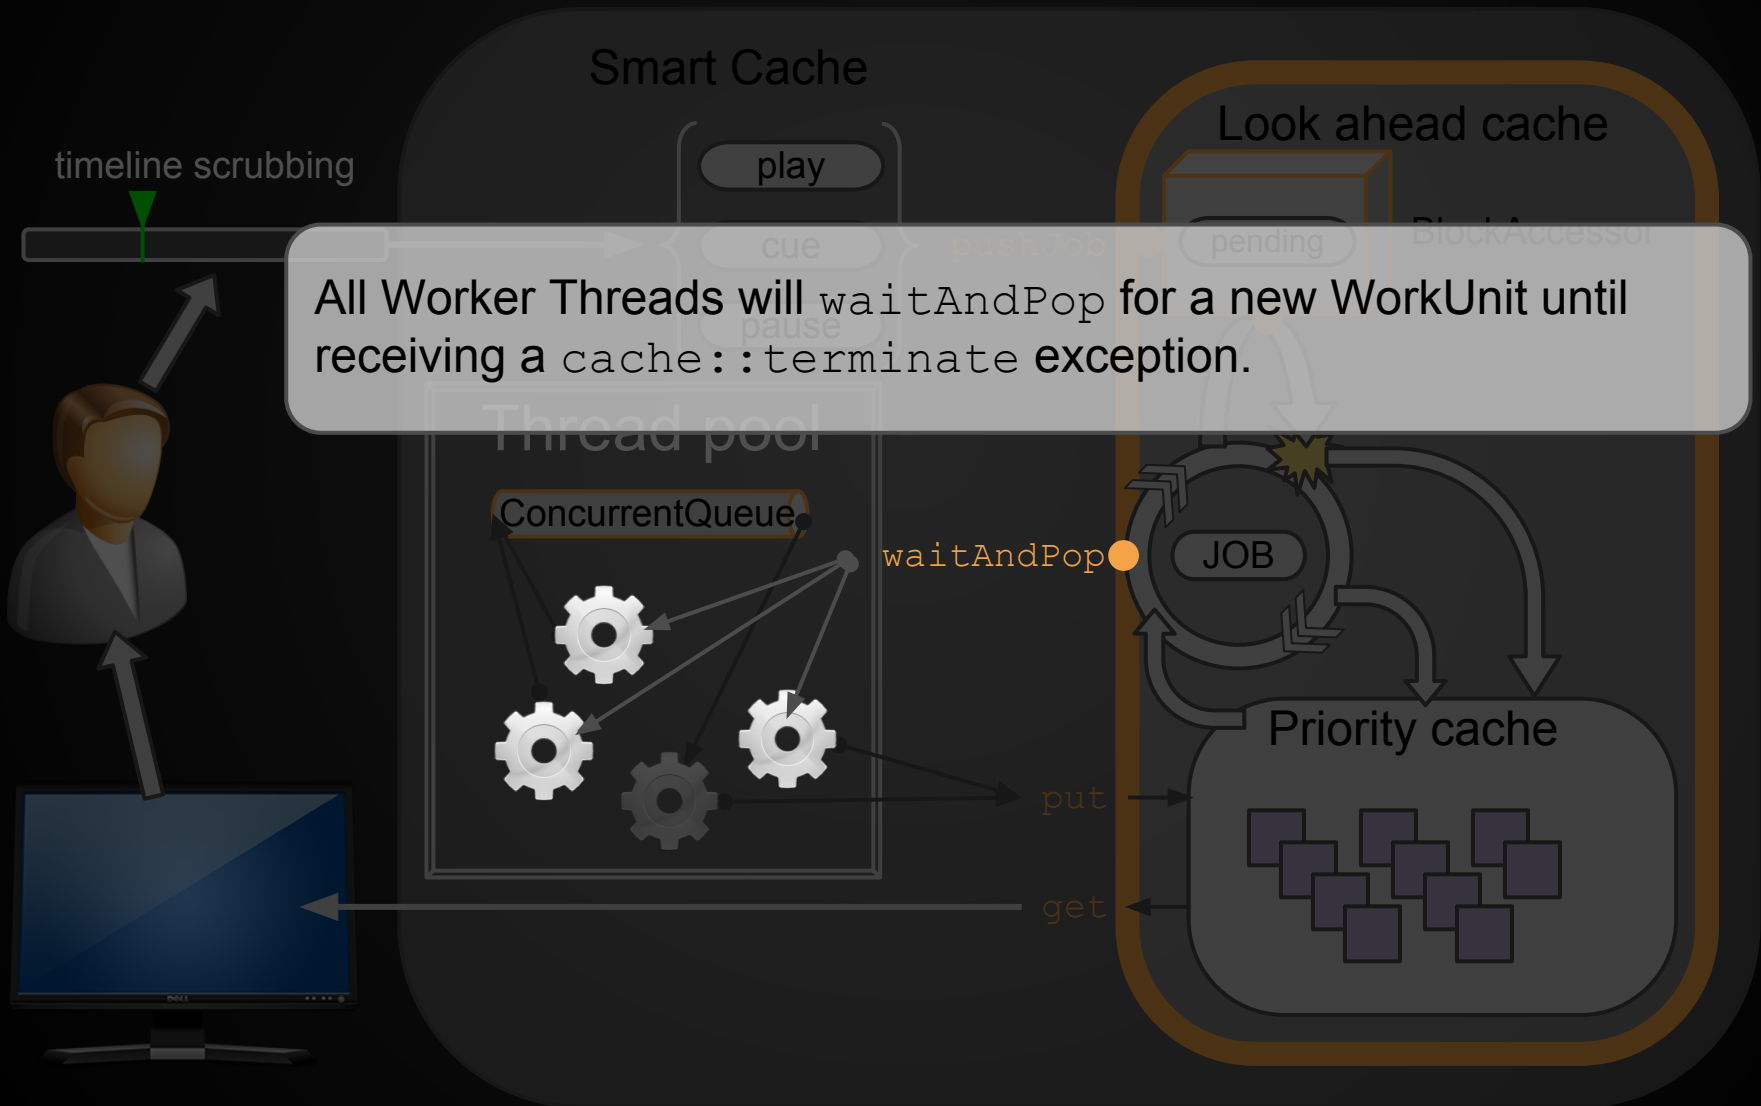 Smart Cache
Look ahead cache
timeline scrubbing
play
cue
pushJob
pending
BlockAccessor
All Worker Threads will waitAndPop for a new WorkUnit until
pause
receiving a cache::terminate exception.
Thread pool
ConcurrentQueue
waitAndPop
JOB
Priority cache
put
get
DELL